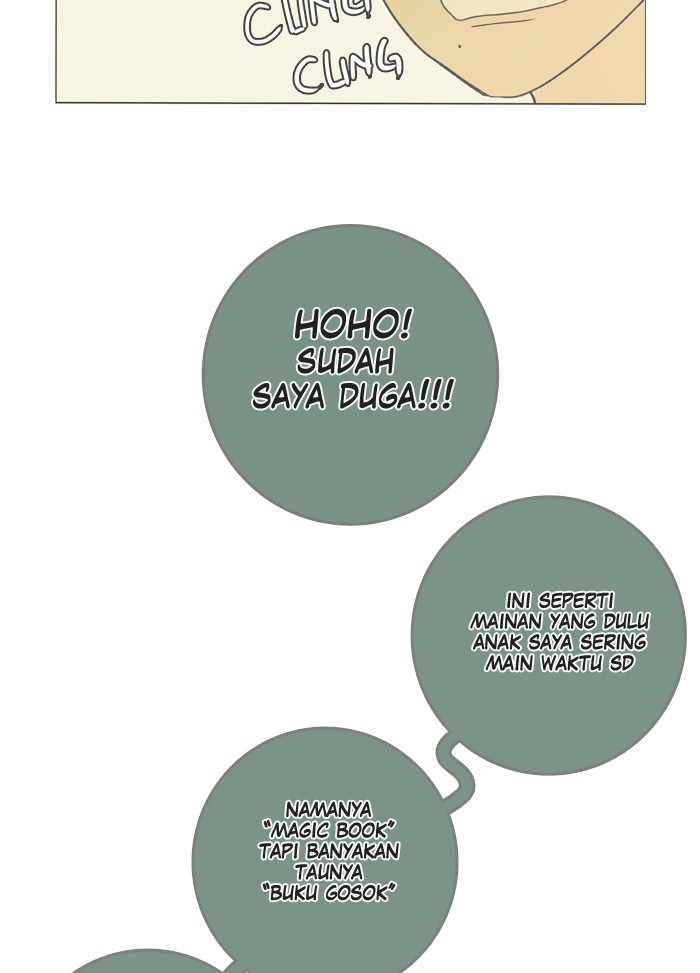 CLING
CLING
HOHO!
SUDAH
SAYA DUGA!!!
INI SEPERTI
MAINAN YANG DULU
ANAK SAYA SERING
MAIN WAKTU SD
NAMANYA
"MAGIC BOOK"
TAPI BANYAKAN
TAUNYA
"BUKU GOSOK"